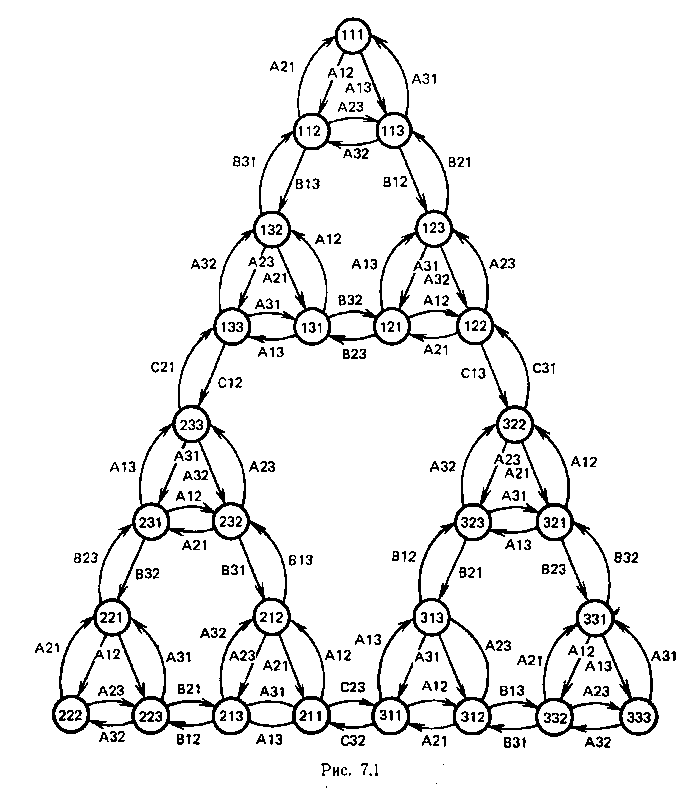 111
A21 A12 A13 A31
A23
112 113
A32
B31 B13 B12 B21
132 123
A32 A23 A21 A12 A13 A31 A32 A23
A31 B32 A12
133 131 121 122
A13 B23 A21
C21 C12 C13 C31
233 322
A13 A31 A32 A23 A32 A23 A21 A12
A12 A31
231 232 323 321
A21 A13
B23 B32 B31 B13 B12 B21 B23 B32
221 212 313 331
A21 A12 A31 A32 A23 A21 A12 A13 A31 A23 A21 A12 A13 A31
A23 B21 A31 C23 A12 B13 A23
222 223 213 211 311 312 332 333
A32 B12 A13 C32 A21 B31 A32
Рис. 7.1